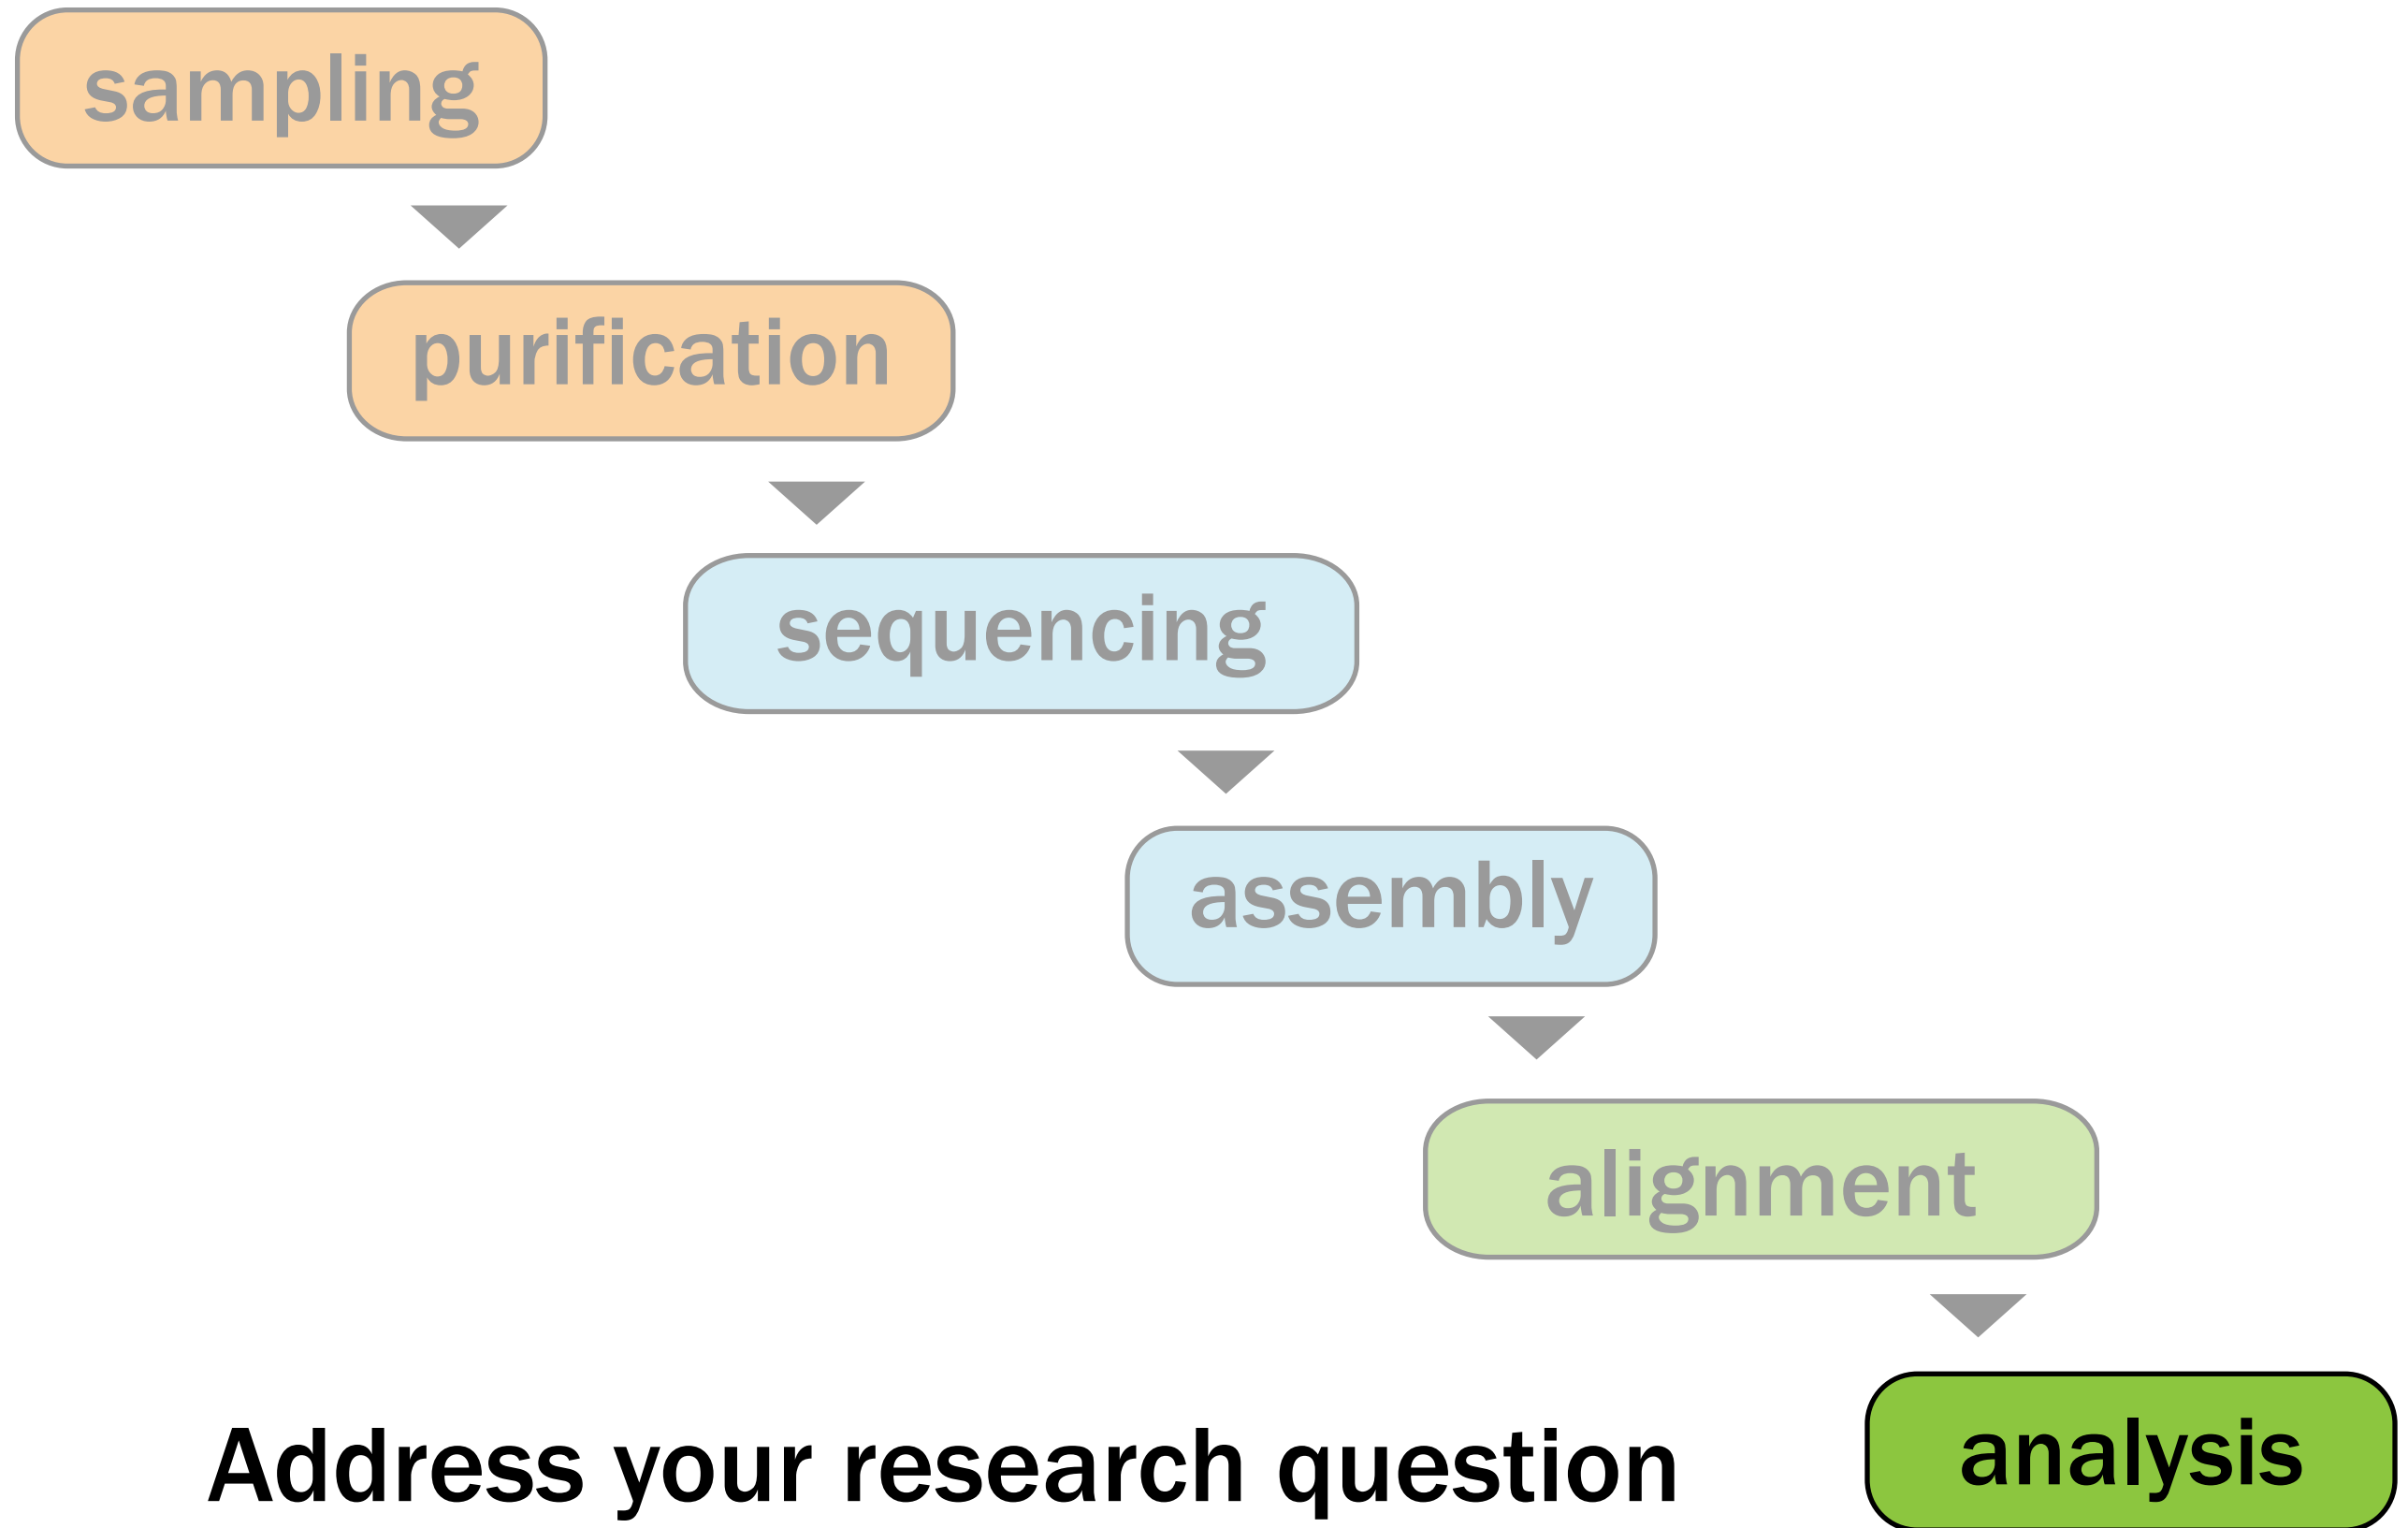 sampling
purification
sequencing
assembly
alignment
Address your research question
analysis